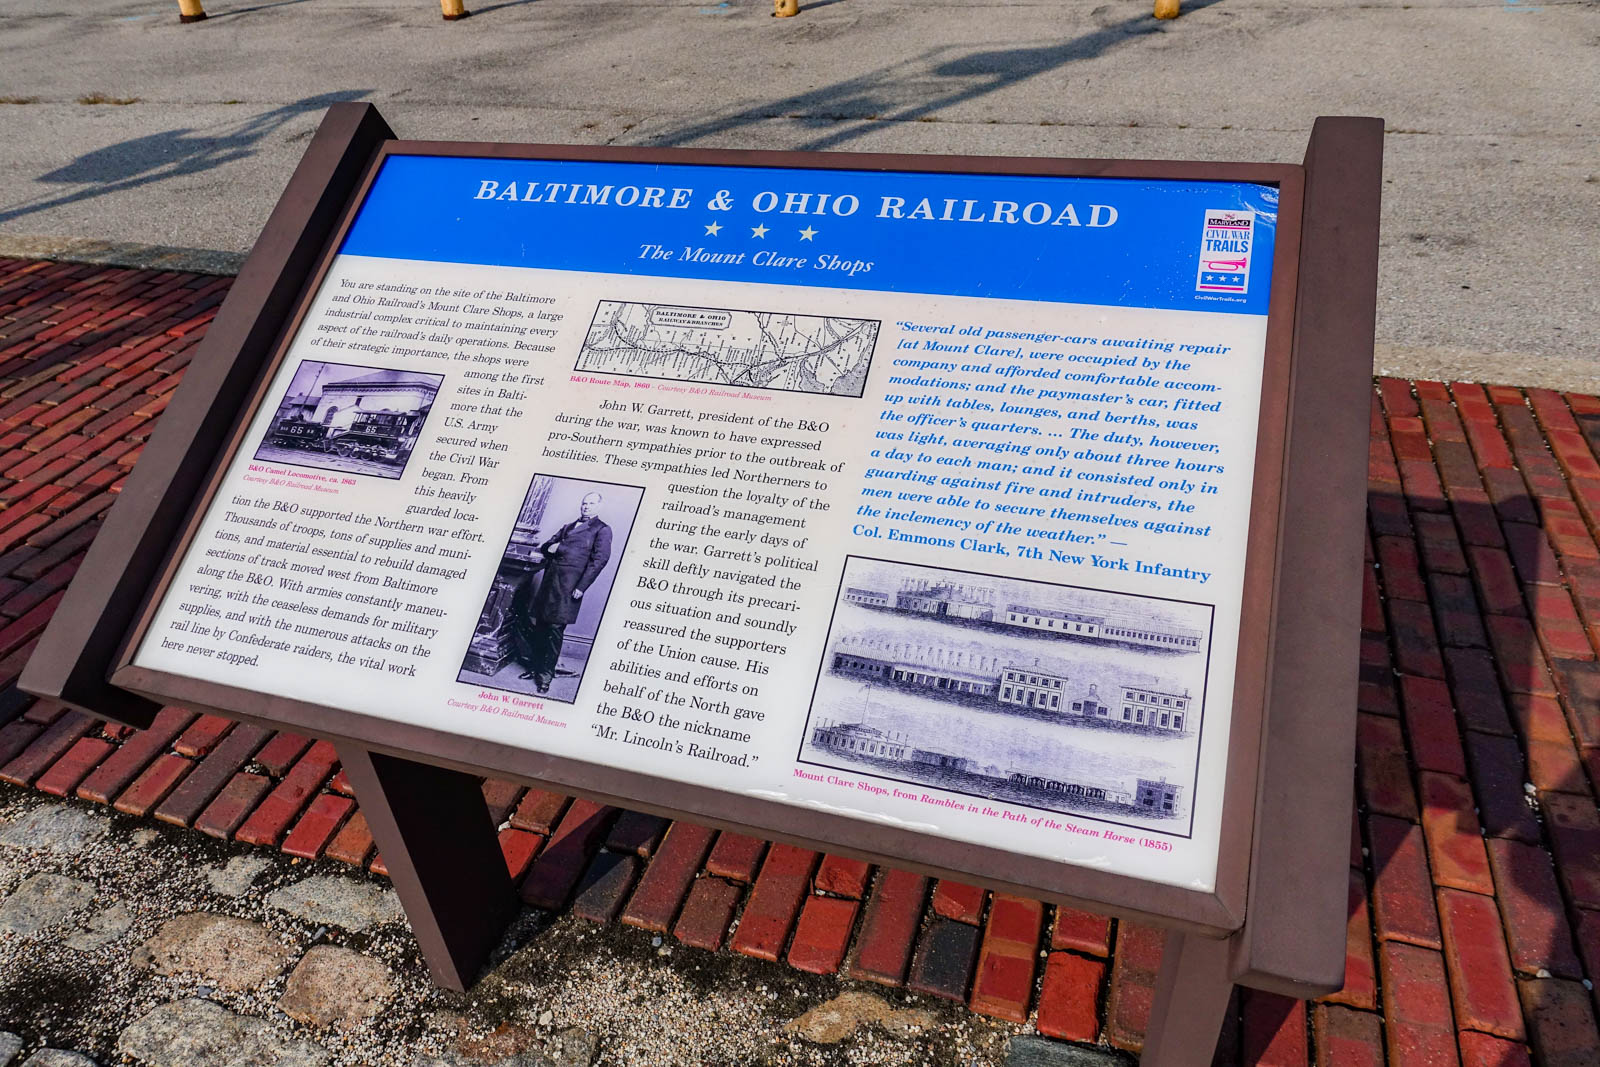 BALTIMORE & OHIO RAILROAD
The Mount Clare Shops
MARYLAND
CIVIL WAR
TRAILS
CivilWarTrails.org
You are standing on the site of the Baltimore
and Ohio Railroad's Mount Clare Shops, a large
industrial complex critical to maintaining every
aspect of the railroad's daily operations. Because
of their strategic importance, the shops were
among the first
sites in Balti-
more that the
U.S. Army
secured when
the Civil War
began. From
this heavily
guarded loca-
tion the B&O supported the Northern war effort.
Thousands of troops, tons of supplies and muni-
tions, and material essential to rebuild damaged
sections of track moved west from Baltimore
along the B&O. With armies constantly maneu-
vering, with the ceaseless demands for military
supplies, and with the numerous attacks on the
rail line by Confederate raiders, the vital work
here never stopped.
65
65
B&O Camel Locomotive, ca. 1863
Courtesy B&O Railroad Museum
BALTIMORE & OHIO
RAILWAY & BRANCHES
B&O Route Map, 1860 - Courtesy B&O Railroad Museum
John W. Garrett, president of the B&O
during the war, was known to have expressed
pro-Southern sympathies prior to the outbreak of
hostilities. These sympathies led Northerners to
question the loyalty of the
railroad's management
during the early days of
the war. Garrett's political
skill deftly navigated the
B&O through its precari-
ous situation and soundly
reassured the supporters
of the Union cause. His
abilities and efforts on
behalf of the North gave
the B&O the nickname
"Mr. Lincoln's Railroad."
John W. Garrett
Courtesy B&O Railroad Museum
"Several old passenger-cars awaiting repair
[at Mount Clare], were occupied by the
company and afforded comfortable accom-
modations; and the paymaster's car, fitted
up with tables, lounges, and berths, was
the officer's quarters. ... The duty, however,
was light, averaging only about three hours
a day to each man; and it consisted only in
guarding against fire and intruders, the
men were able to secure themselves against
the inclemency of the weather." —
Col. Emmons Clark, 7th New York Infantry
Mount Clare Shops, from Rambles in the Path of the Steam Horse (1855)